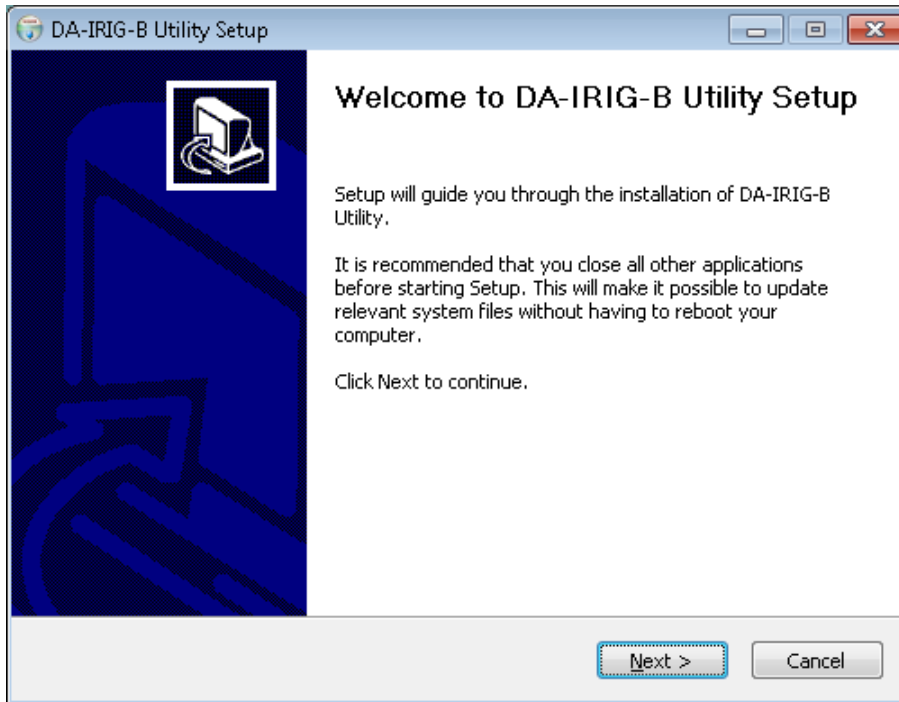 DA-IRIG-B Utility Setup
Welcome to DA-IRIG-B Utility Setup
Setup will guide you through the installation of DA-IRIG-B
Utility.
It is recommended that you close all other applications
before starting Setup. This will make it possible to update
relevant system files without having to reboot your
computer.
Click Next to continue.
Next >
Cancel